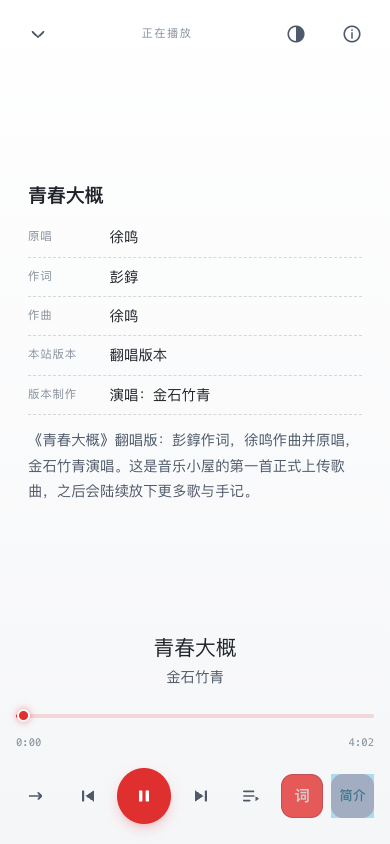 正在播放
青春大概
原唱 徐鸣
作词 彭錞
作曲 徐鸣
本站版本 翻唱版本
版本制作 演唱：金石竹青
《青春大概》翻唱版：彭錞作词，徐鸣作曲并原唱，
金石竹青演唱。这是音乐小屋的第一首正式上传歌
曲，之后会陆续放下更多歌与手记。
青春大概
金石竹青
0:00 4:02
词 简介